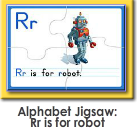 Rr
Rr is for robot.
Alphabet Jigsaw:
Rr is for robot